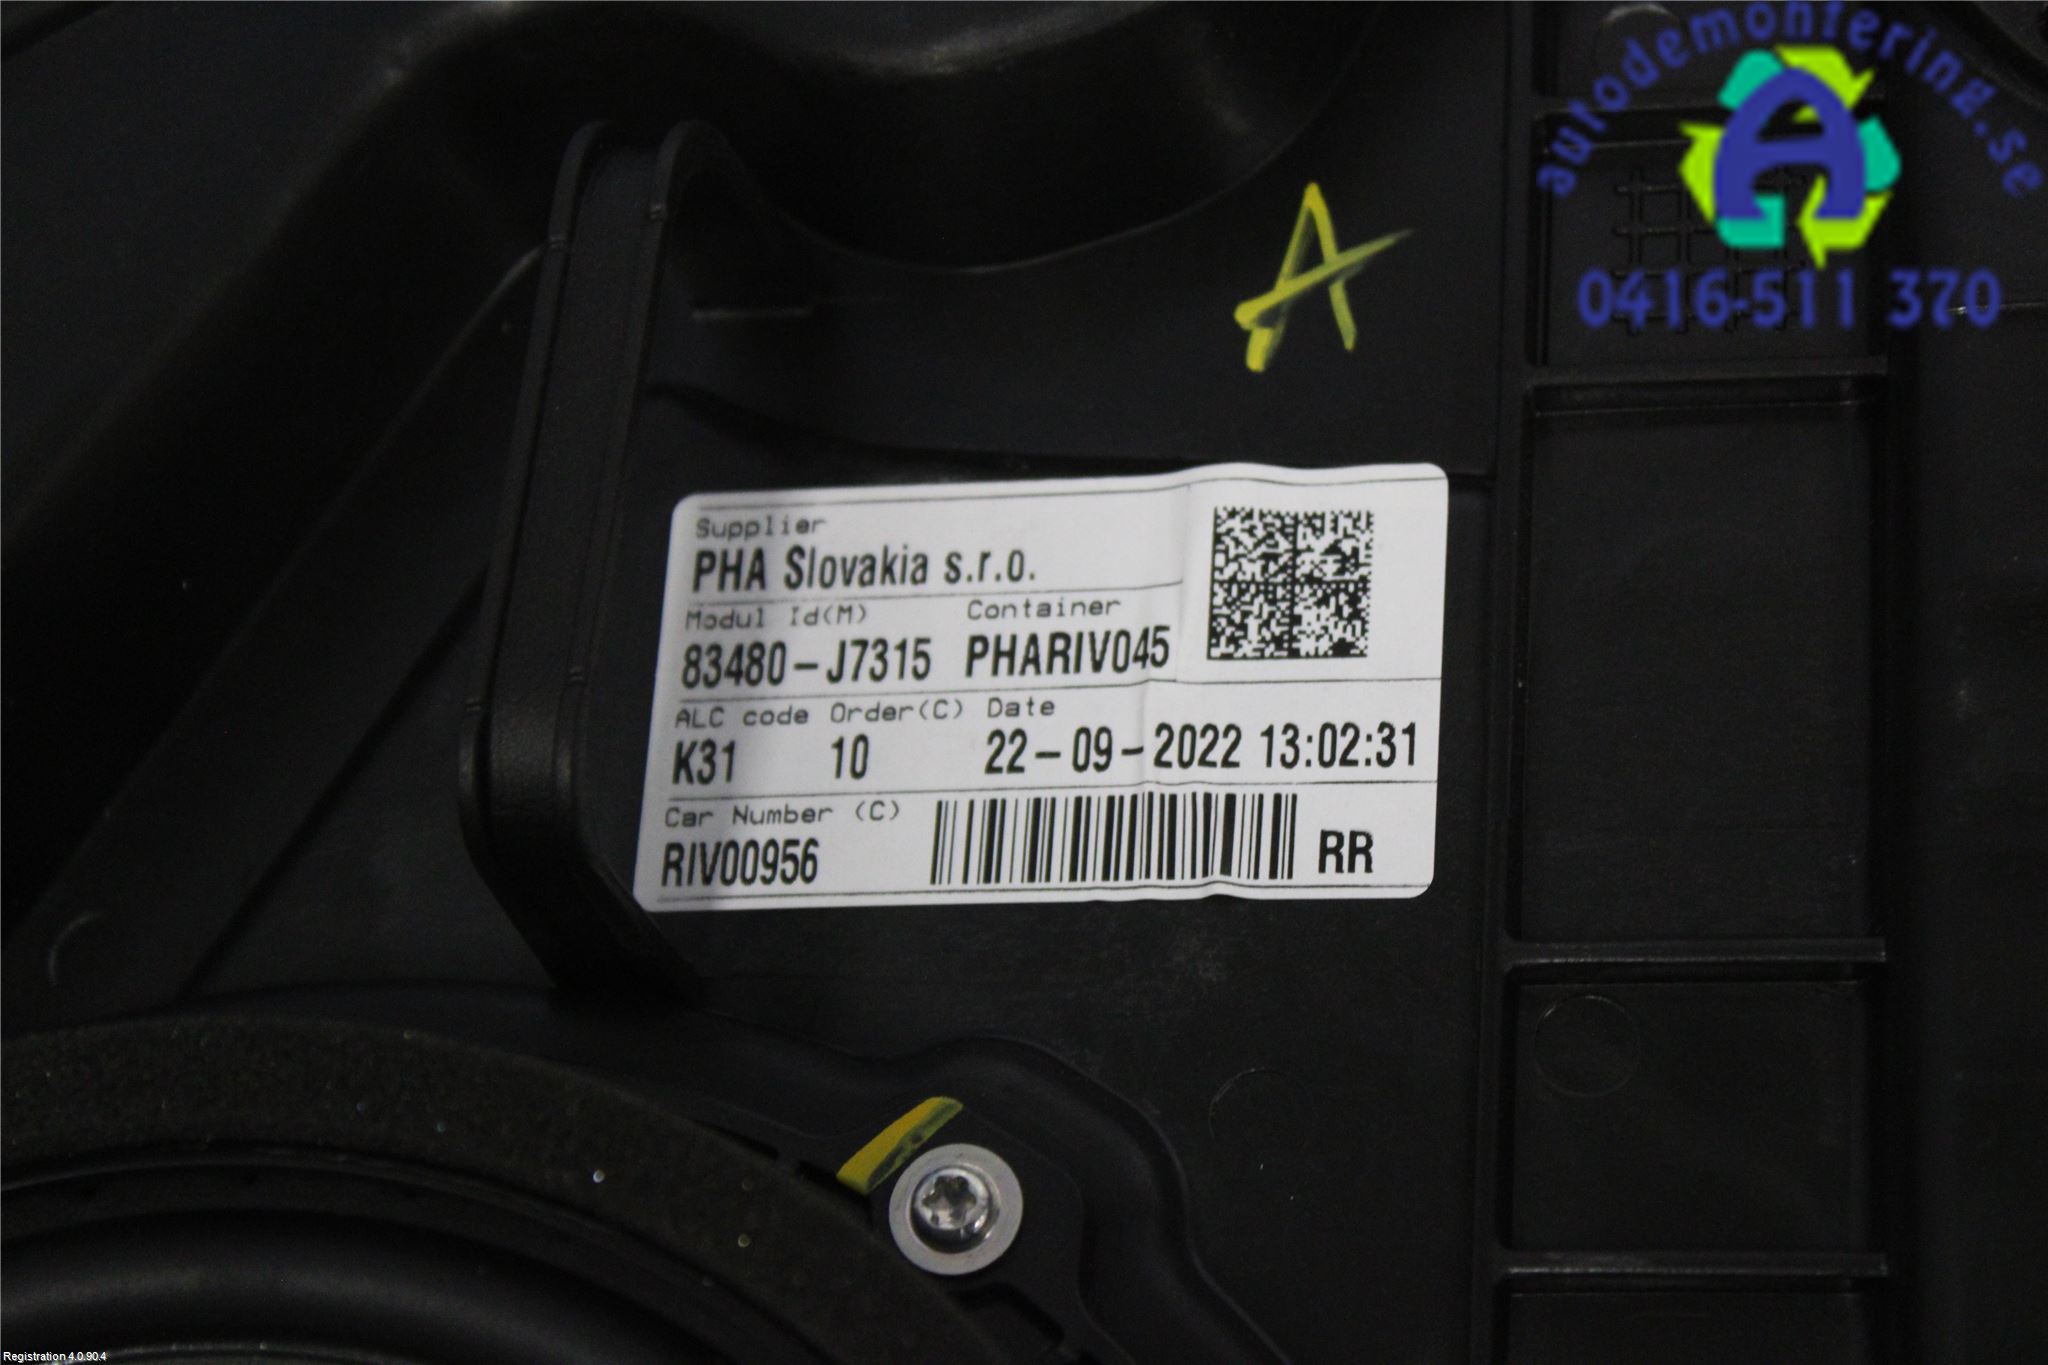 autodemontering.se
A
0416-511 370
A
Supplier
PHA Slovakia s.r.o.
Modul Id(M) Container
83480-J7315 PHARIV045
ALC code Order(C) Date
K31 10 22-09-2022 13:02:31
Car Number (C)
RIV00956 RR
Registration 4.0.90.4